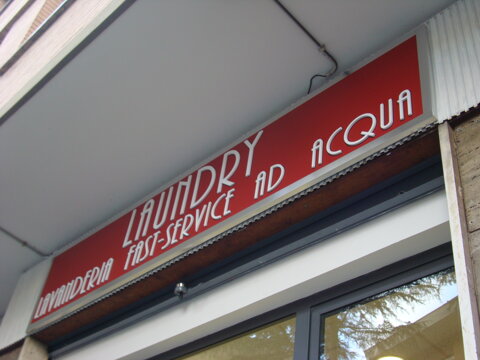 LAUNDRY
LAVANDERIA FAST-SERVICE AD ACQUA